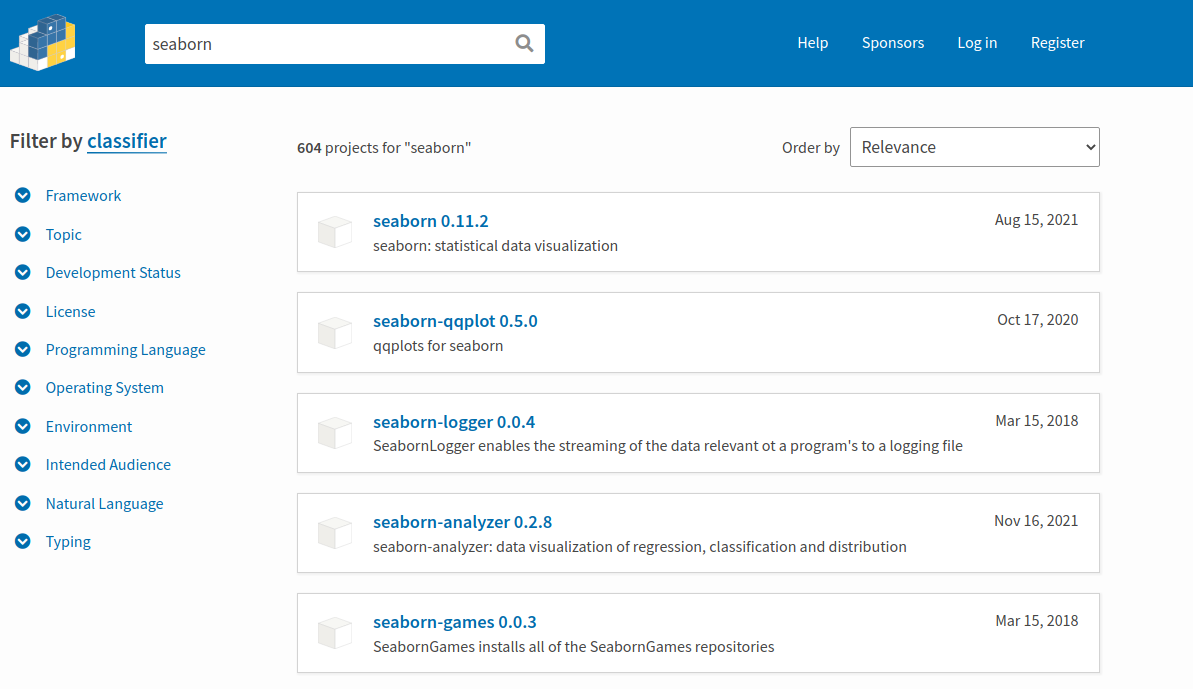 seaborn
Help Sponsors Log in Register
Filter by classifier
Framework
Topic
Development Status
License
Programming Language
Operating System
Environment
Intended Audience
Natural Language
Typing
604 projects for "seaborn"
Order by Relevance
seaborn 0.11.2 Aug 15, 2021
seaborn: statistical data visualization
seaborn-qqplot 0.5.0 Oct 17, 2020
qqplots for seaborn
seaborn-logger 0.0.4 Mar 15, 2018
SeabornLogger enables the streaming of the data relevant ot a program's to a logging file
seaborn-analyzer 0.2.8 Nov 16, 2021
seaborn-analyzer: data visualization of regression, classification and distribution
seaborn-games 0.0.3 Mar 15, 2018
SeabornGames installs all of the SeabornGames repositories